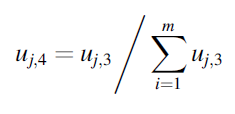 u_{j,4} = u_{j,3} / \sum_{i=1}^{m} u_{j,3}